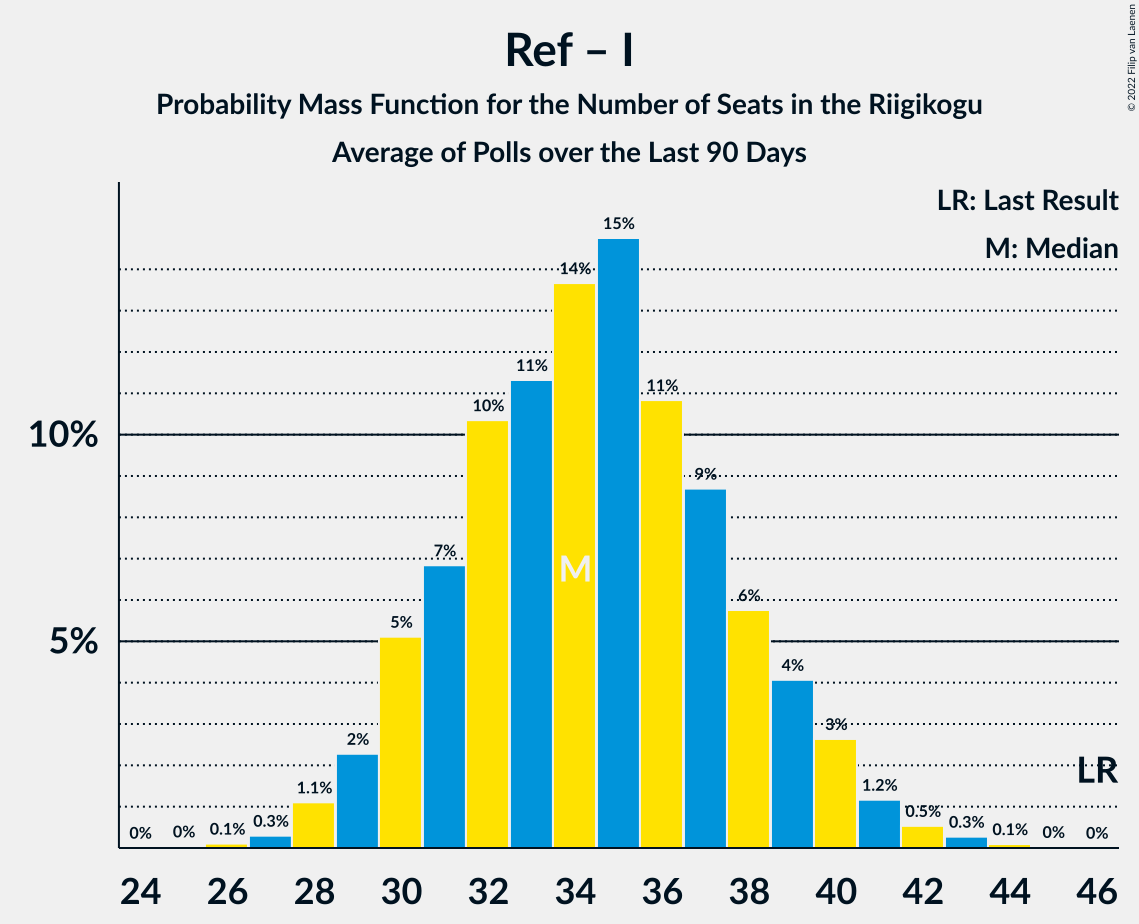 Ref – I
Probability Mass Function for the Number of Seats in the Riigikogu
Average of Polls over the Last 90 Days
© 2022 Filip van Laenen
LR: Last Result
M: Median
10%
5%
0%
0%
0.1%
0.3%
1.1%
2%
5%
7%
10%
11%
14%
15%
11%
9%
6%
4%
3%
1.2%
0.5%
0.3%
0.1%
0%
0%
M
LR
24 26 28 30 32 34 36 38 40 42 44 46